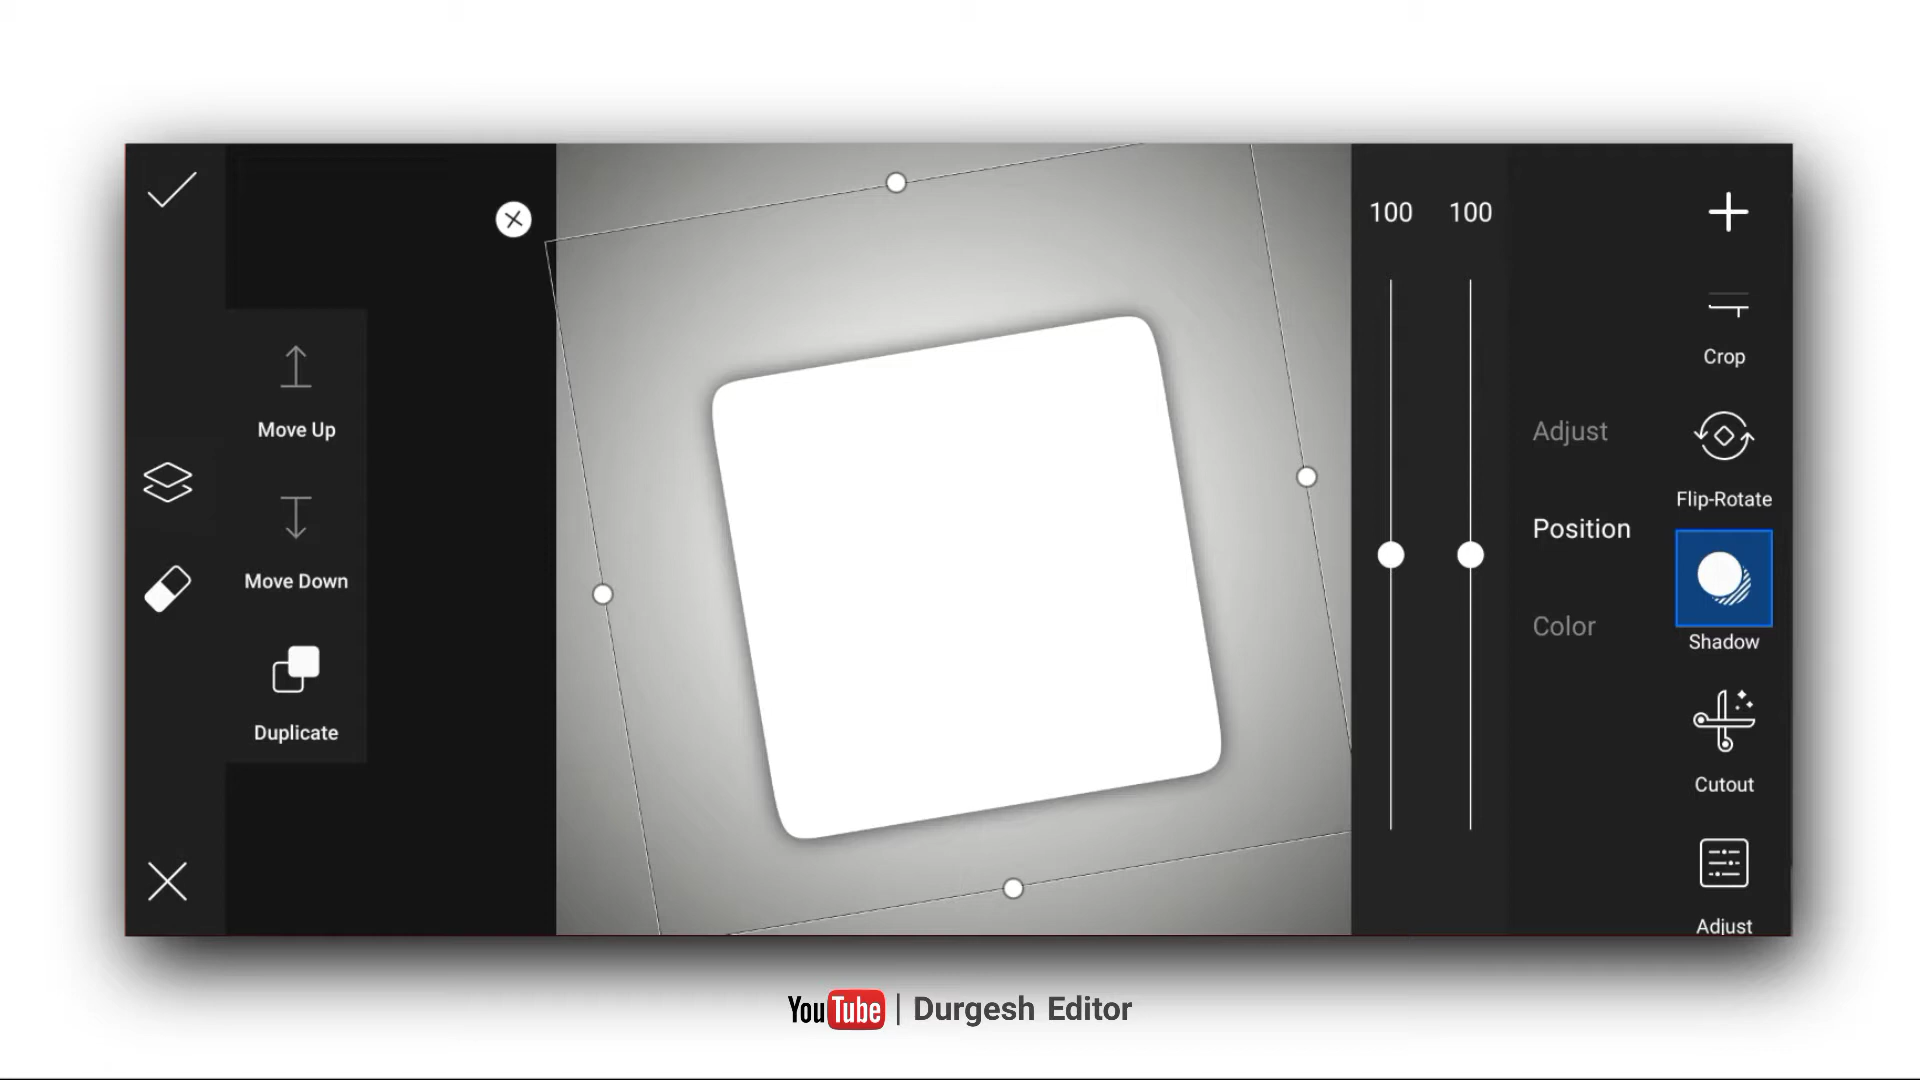 100 100
Crop
Move Up
Adjust
Flip-Rotate
Position
Move Down
Color
Shadow
Duplicate
Cutout
Adjust
YouTube | Durgesh Editor